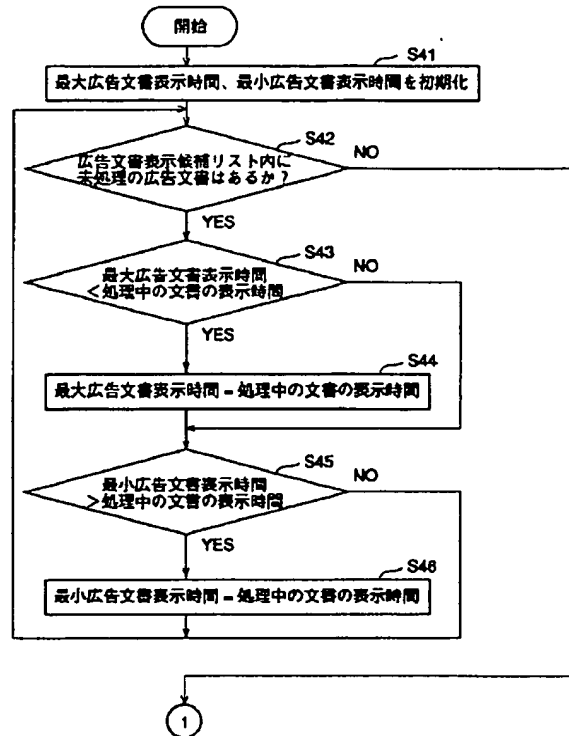 開始
S41
最大広告文書表示時間、最小広告文書表示時間を初期化
S42
広告文書表示候補リスト内に
未処理の広告文書はあるか？
NO
YES
S43
最大広告文書表示時間
＜処理中の文書の表示時間
NO
YES
S44
最大広告文書表示時間＝処理中の文書の表示時間
S45
最小広告文書表示時間
＞処理中の文書の表示時間
NO
YES
S46
最小広告文書表示時間＝処理中の文書の表示時間
1